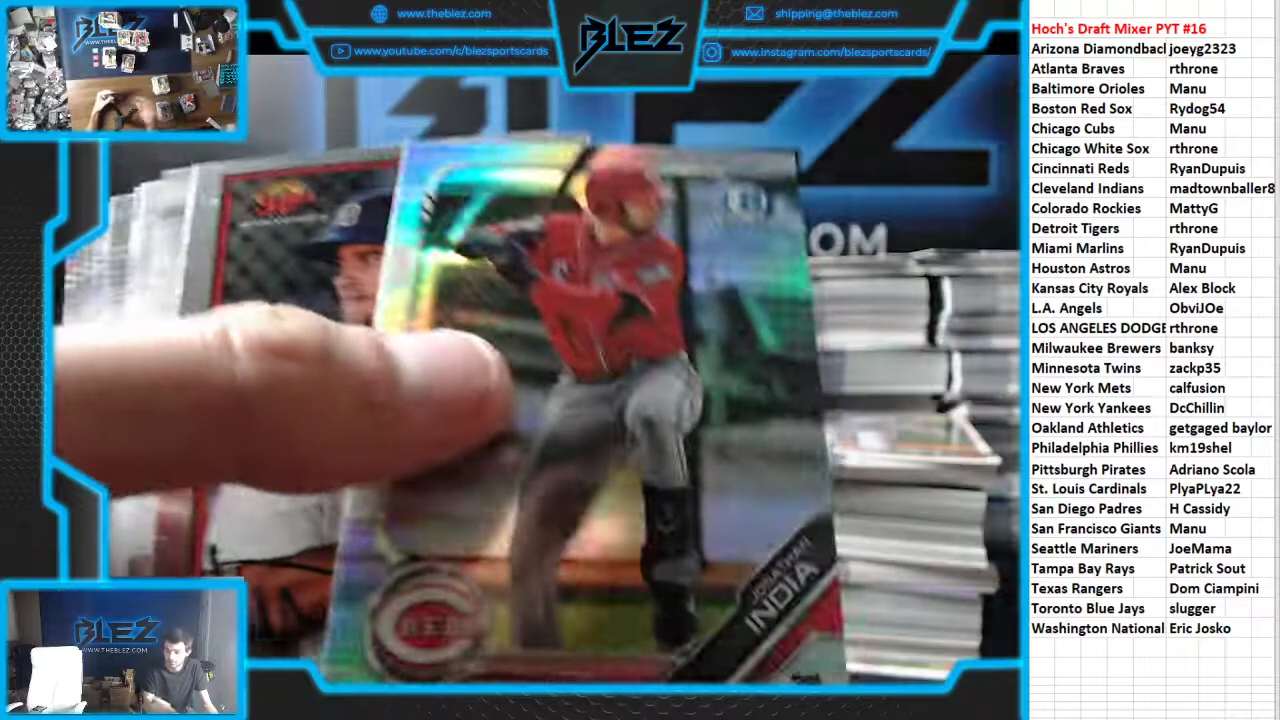 www.theblez.com
BLEZ
shipping@theblez.com
www.youtube.com/c/blezsportscards
www.instagram.com/blezsportscards/
.COM
JONATHAN
INDIA
REDS
BLEZ
WWW.THEBLEZ.COM
Hoch's Draft Mixer PYT #16
Arizona Diamondbacl joeyg2323
Atlanta Braves rthrone
Baltimore Orioles Manu
Boston Red Sox Rydog54
Chicago Cubs Manu
Chicago White Sox rthrone
Cincinnati Reds RyanDupuis
Cleveland Indians madtownballer8
Colorado Rockies MattyG
Detroit Tigers rthrone
Miami Marlins RyanDupuis
Houston Astros Manu
Kansas City Royals Alex Block
L.A. Angels ObviJOe
LOS ANGELES DODGE rthrone
Milwaukee Brewers banksy
Minnesota Twins zackp35
New York Mets calfusion
New York Yankees DcChillin
Oakland Athletics getgaged baylor
Philadelphia Phillies km19shel
Pittsburgh Pirates Adriano Scola
St. Louis Cardinals PlyaPLya22
San Diego Padres H Cassidy
San Francisco Giants Manu
Seattle Mariners JoeMama
Tampa Bay Rays Patrick Sout
Texas Rangers Dom Ciampini
Toronto Blue Jays slugger
Washington National Eric Josko